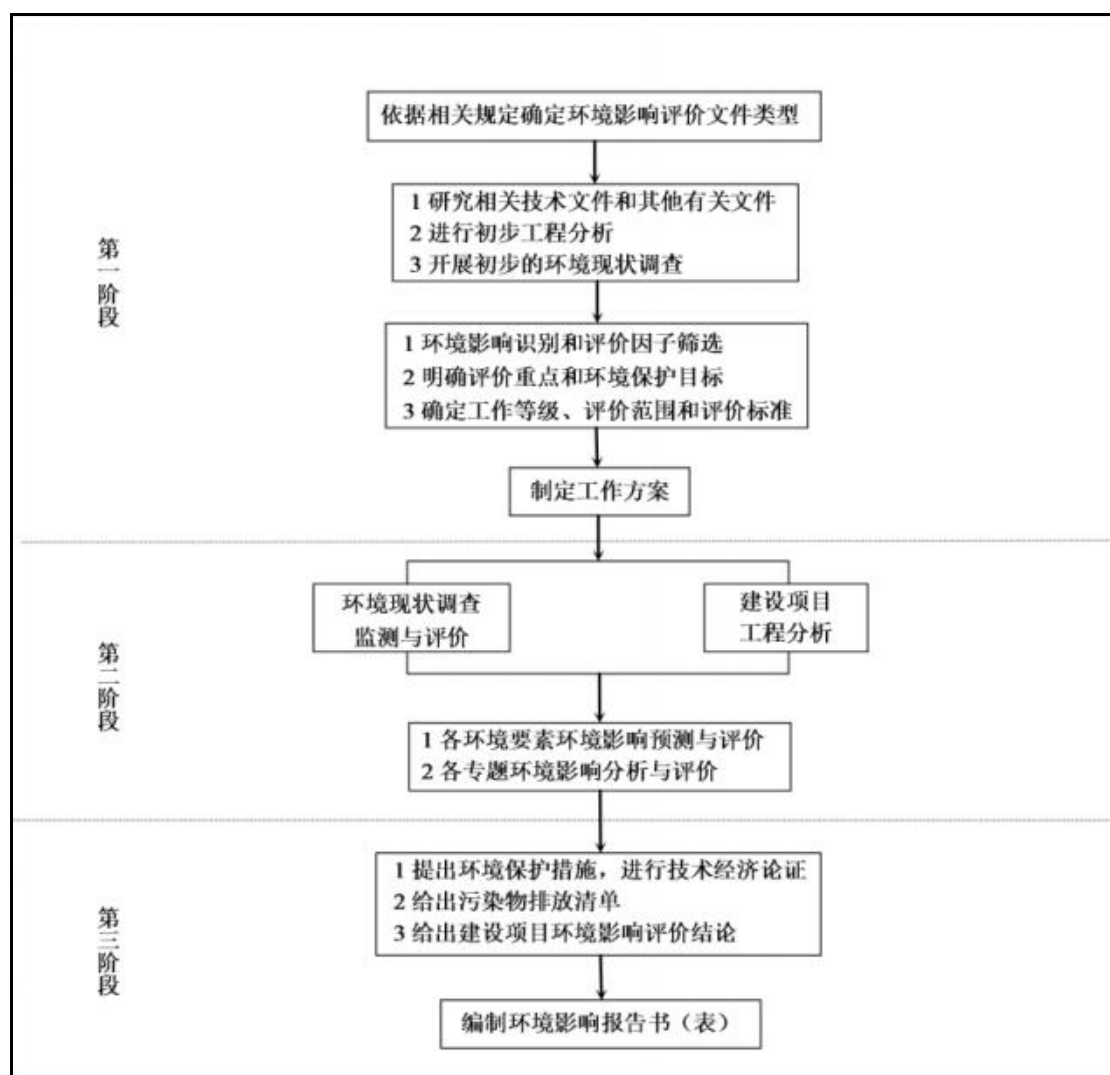 依据相关规定确定环境影响评价文件类型
1 研究相关技术文件和其他有关文件
2 进行初步工程分析
3 开展初步的环境现状调查
第一阶段
1 环境影响识别和评价因子筛选
2 明确评价重点和环境保护目标
3 确定工作等级、评价范围和评价标准
制定工作方案
环境现状调查
监测与评价
建设项目
工程分析
第二阶段
1 各环境要素环境影响预测与评价
2 各专题环境影响分析与评价
1 提出环境保护措施，进行技术经济论证
2 给出污染物排放清单
3 给出建设项目环境影响评价结论
第三阶段
编制环境影响报告书（表）